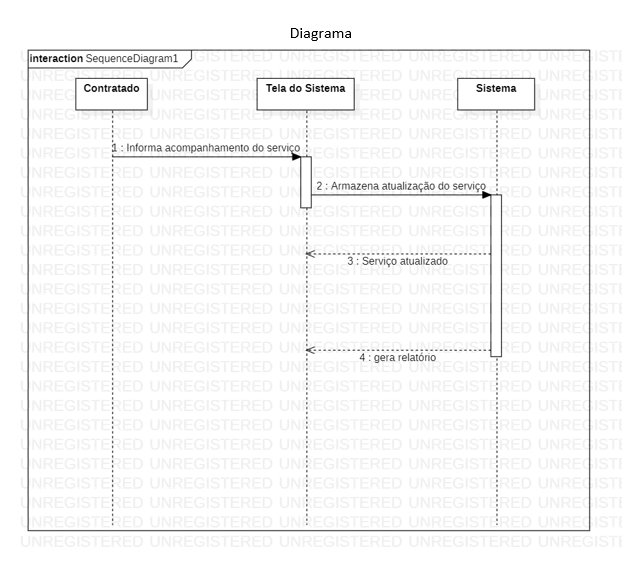 Diagrama
interaction SequenceDiagram1
Contratado
Tela do Sistema
Sistema
1 : Informa acompanhamento do serviço
2 : Armazena atualização do serviço
3 : Serviço atualizado
4 : gera relatório
UNREGISTERED UNREGISTERED UNREGISTERED UNREGISTERED UNREGISTERED